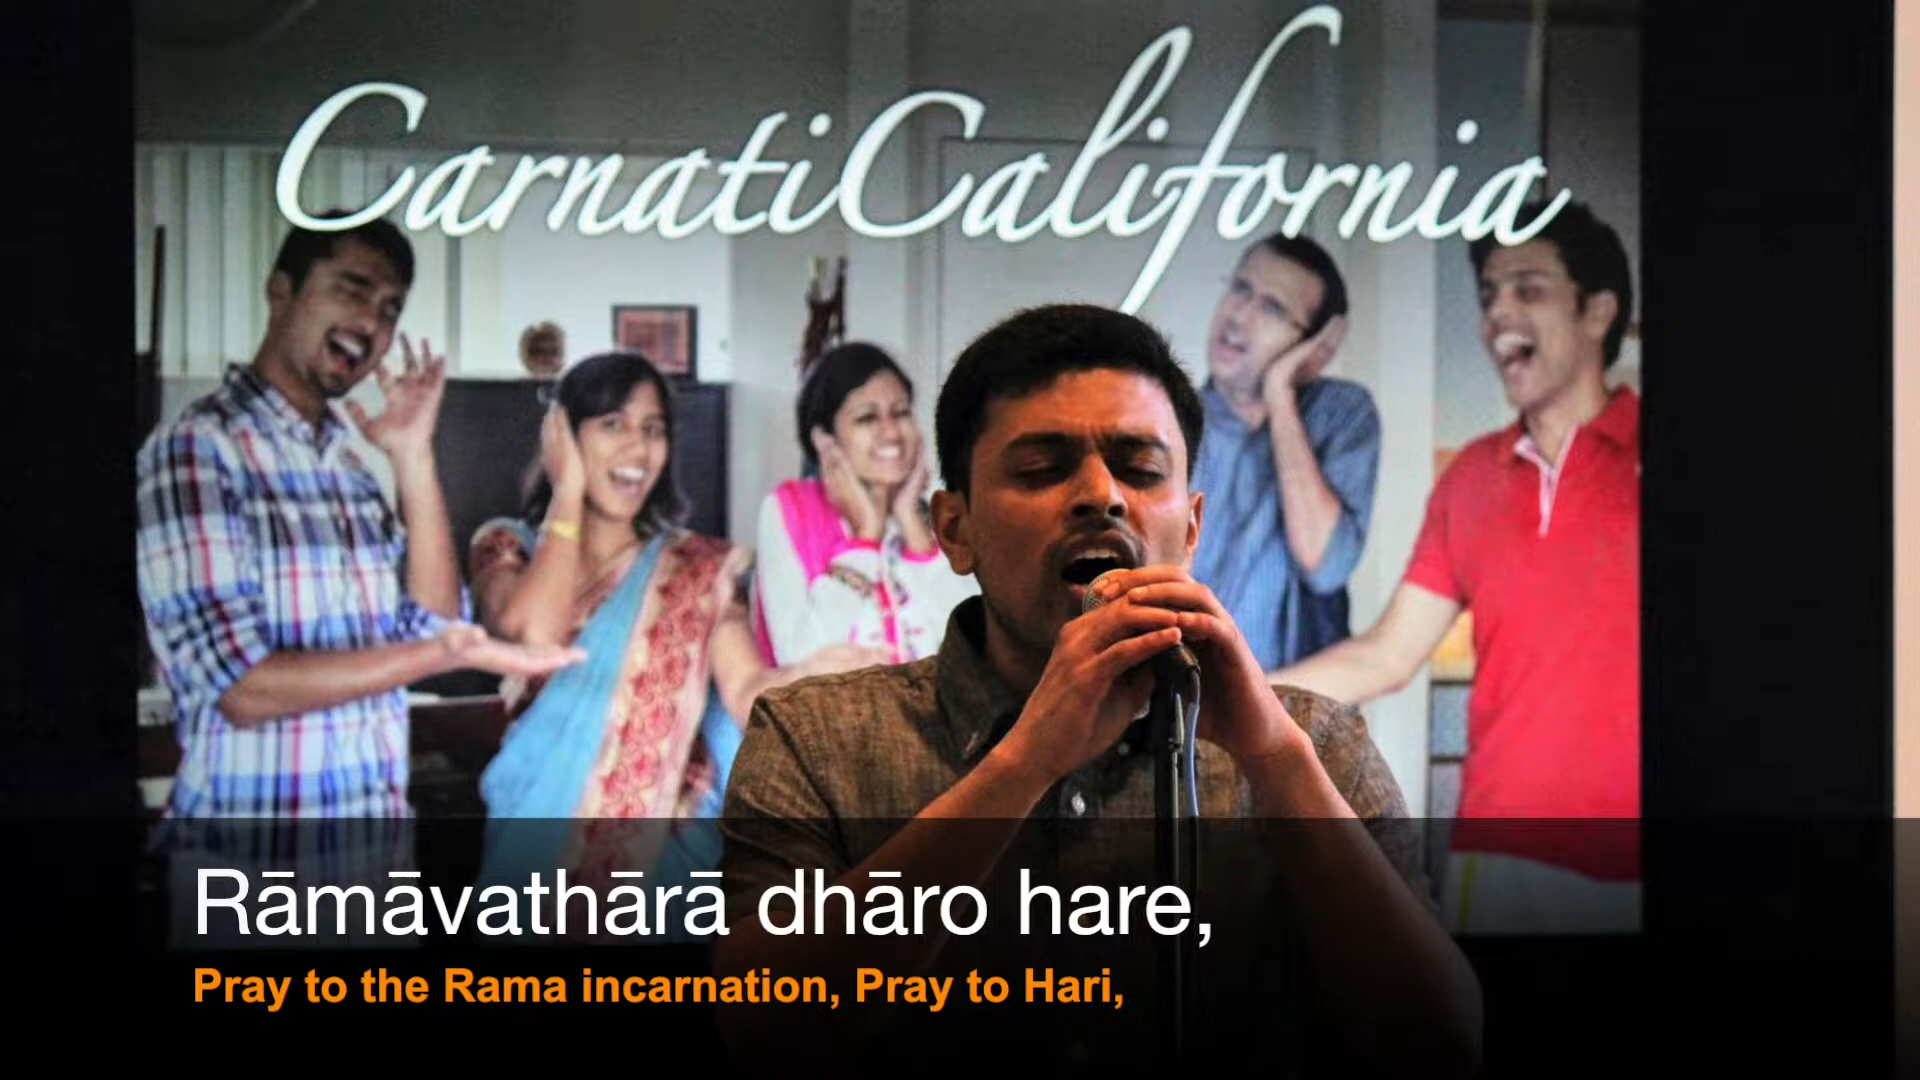 CarnatiCalifornia
Rāmāvathārā dhāro hare,
Pray to the Rama incarnation, Pray to Hari,